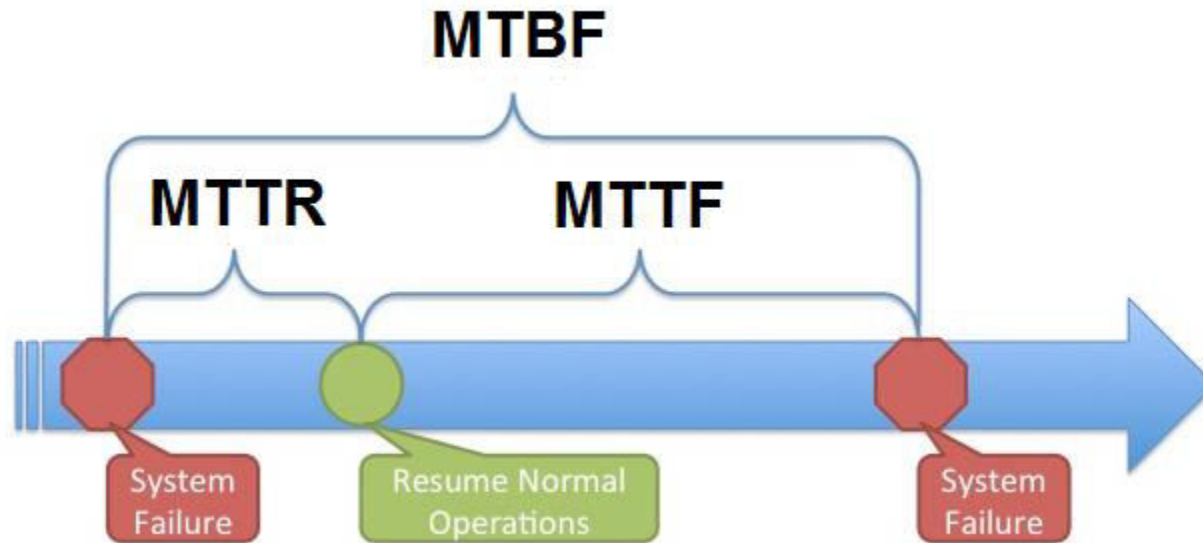 MTBF
MTTR
MTTF
System
Failure
Resume Normal
Operations
System
Failure